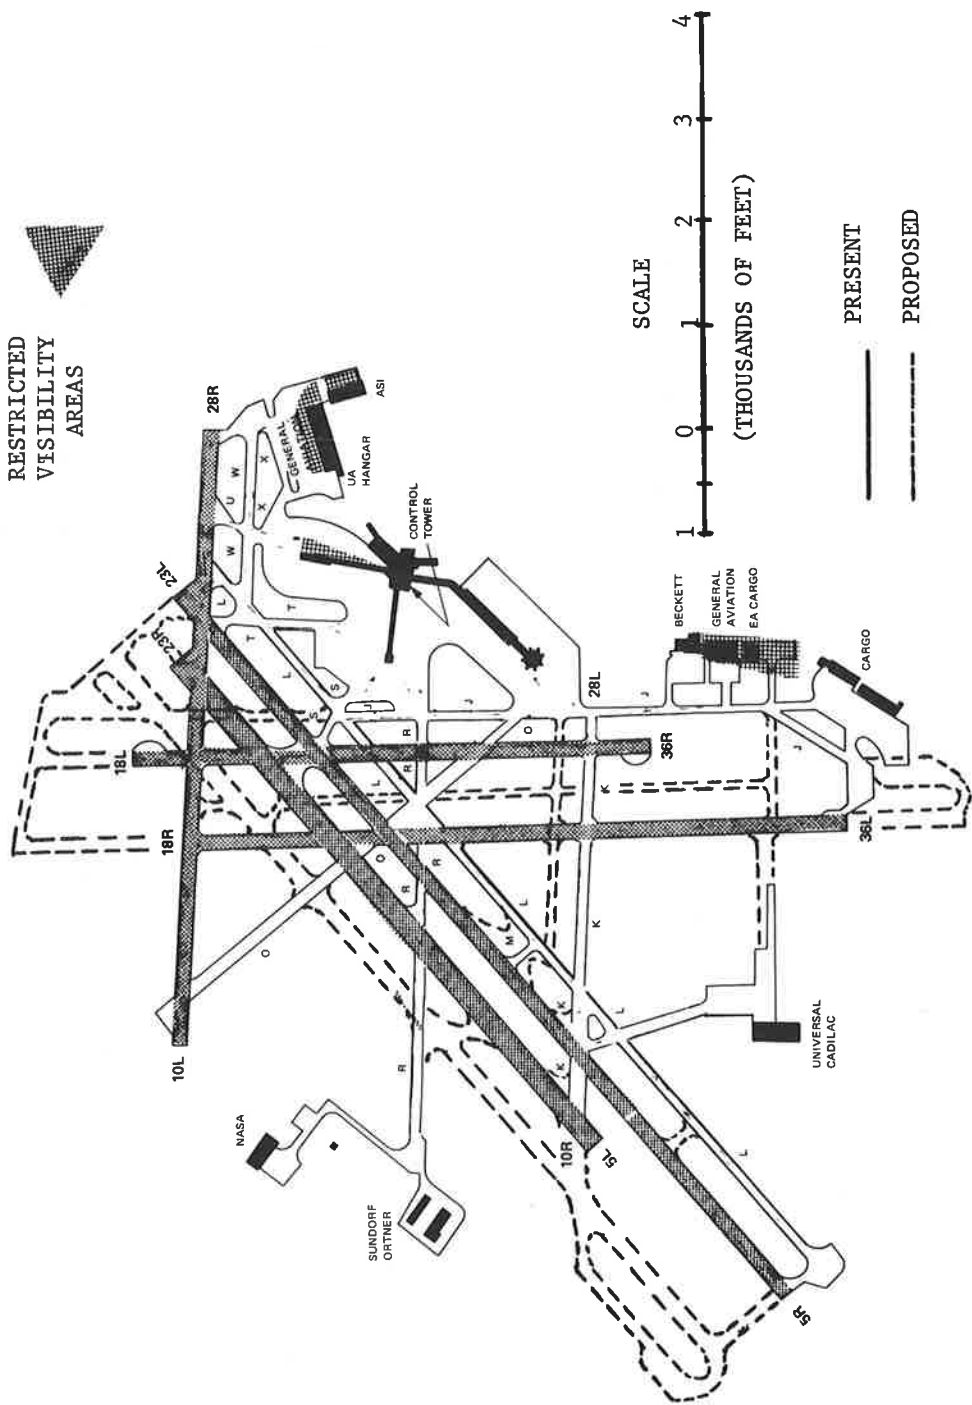 RESTRICTED
VISIBILITY
AREAS
28R
23L
23R
18L
18R
10L
W
U
W
X
X
L
T
T
L
S
S
J
GENERAL
AVIATION
UA
HANGAR
ASI
CONTROL
TOWER
J
R
R
L
O
O
R
R
O
L
M
K
K
K
K
L
L
R
J
J
28L
36R
36L
BECKETT
GENERAL
AVIATION
EA CARGO
CARGO
UNIVERSAL
CADILAC
NASA
SUNDORF
ORTNER
10R
5L
5R
SCALE
1 0 1 2 3 4
(THOUSANDS OF FEET)
PRESENT
PROPOSED